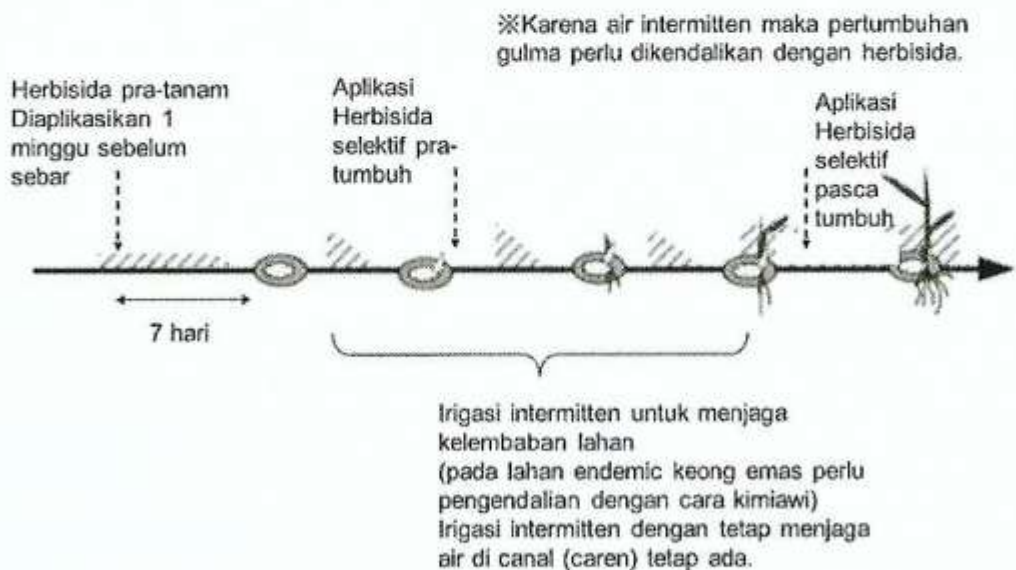 ※Karena air intermitten maka pertumbuhan
gulma perlu dikendalikan dengan herbisida.
Herbisida pra-tanam
Diaplikasikan 1
minggu sebelum
sebar
Aplikasi
Herbisida
selektif pra-
tumbuh
Aplikasi
Herbisida
selektif
pasca
tumbuh
7 hari
Irigasi intermitten untuk menjaga
kelembaban lahan
(pada lahan endemic keong emas perlu
pengendalian dengan cara kimiawi)
Irigasi intermitten dengan tetap menjaga
air di canal (caren) tetap ada.